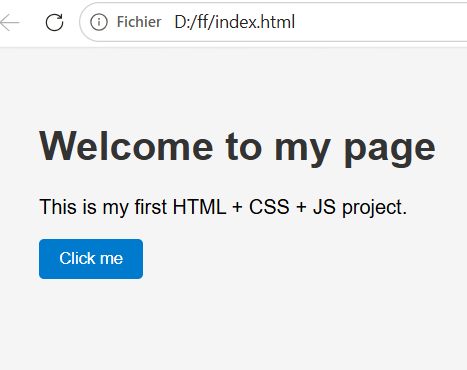 Fichier D:/ff/index.html
Welcome to my page
This is my first HTML + CSS + JS project.
Click me